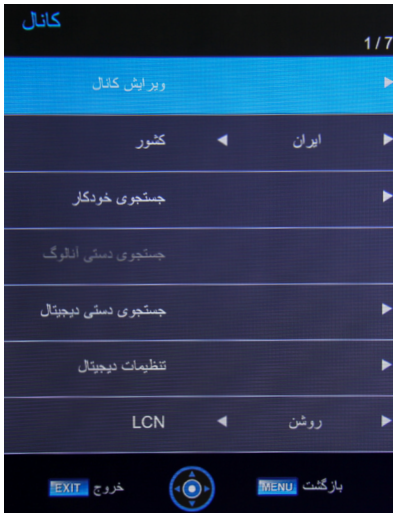 کانال
1/7
ویرایش کانال
کشور ایران
جستجوی خودکار
جستجوی دستی آنالوگ
جستجوی دستی دیجیتال
تنظیمات دیجیتال
LCN روشن
بازگشت MENU خروج EXIT